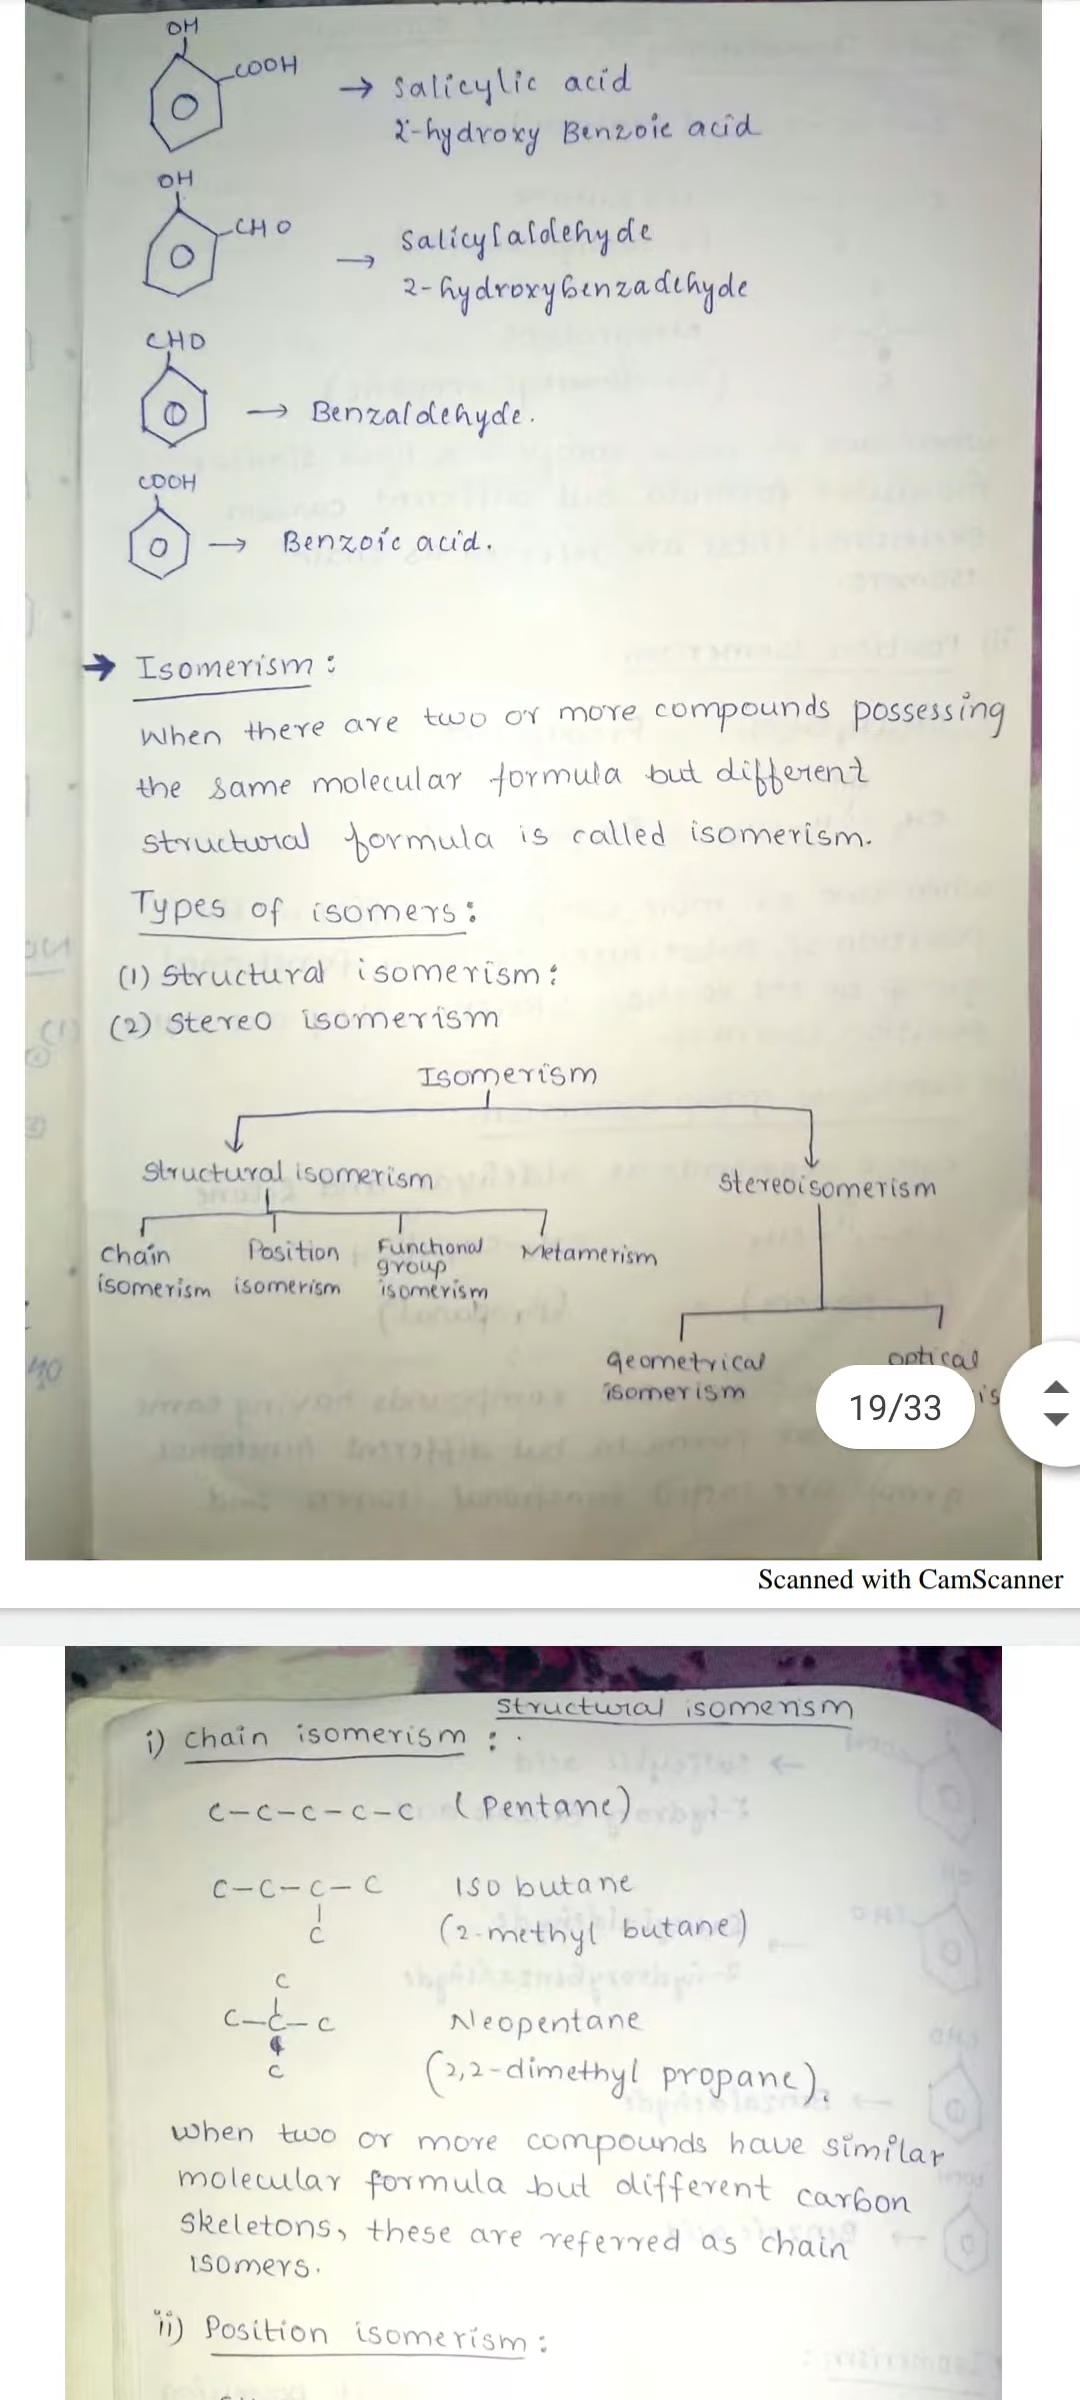 OH
COOH
→ Salicylic acid
2-hydroxy Benzoic acid
OH
CHO
→ Salicylaldehyde
2-hydroxybenzadehyde
CHO
→ Benzaldehyde.
COOH
→ Benzoic acid.
→ Isomerism :
When there are two or more compounds possessing
the same molecular formula but different
structural formula is called isomerism.
Types of isomers :
(1) Structural isomerism :
(2) Stereo isomerism
Isomerism
Structural isomerism
Stereoisomerism
Chain isomerism
Position isomerism
Functional group isomerism
Metamerism
Geometrical isomerism
optical
is
19/33
Scanned with CamScanner
Structural isomerism
i) Chain isomerism :
C-C-C-C-C (Pentane)
C-C-C-C Iso butane
C (2-methyl butane)
C
C-C-C Neopentane
C (2,2-dimethyl propane).
When two or more compounds have similar
molecular formula but different carbon
skeletons, these are referred as chain
isomers.
ii) Position isomerism :